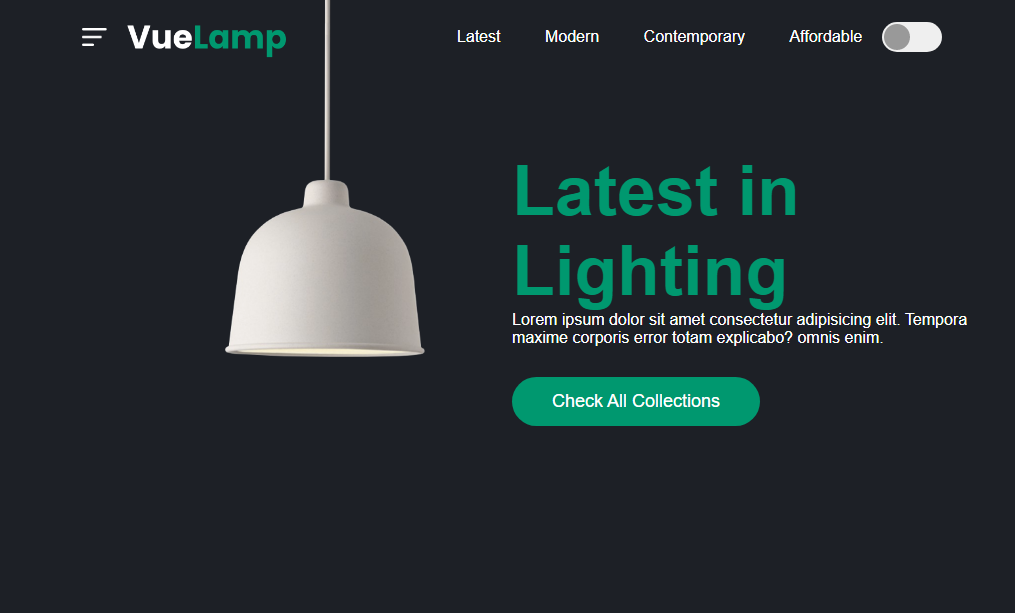 VueLamp
Latest
Modern
Contemporary
Affordable
Latest in
Lighting
Lorem ipsum dolor sit amet consectetur adipisicing elit. Tempora
maxime corporis error totam explicabo? omnis enim.
Check All Collections